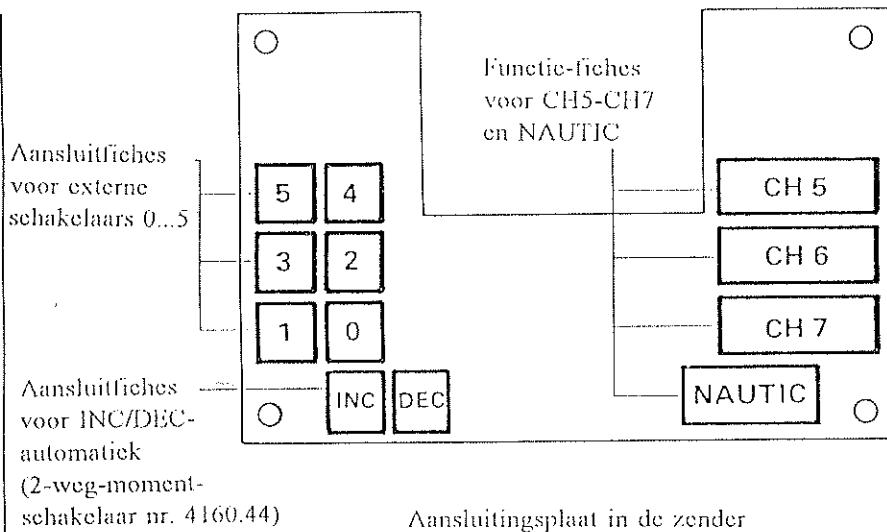 Functie-fiches
voor CH5-CH7
en NAUTIC
Aansluitfiches
voor externe
schakelaars 0...5
5 4
3 2
1 0
CH 5
CH 6
CH 7
NAUTIC
INC DEC
Aansluitfiches
voor INC/DEC-
automatiek
(2-weg-moment-
schakelaar nr. 4160.44)
Aansluitingsplaat in de zender